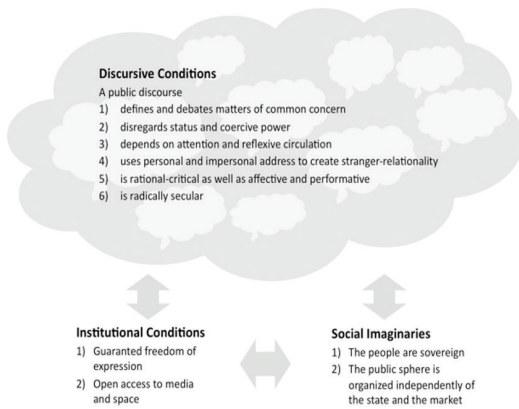 Discursive Conditions
A public discourse
1) defines and debates matters of common concern
2) disregards status and coercive power
3) depends on attention and reflexive circulation
4) uses personal and impersonal address to create stranger-relationality
5) is rational-critical as well as affective and performative
6) is radically secular
Institutional Conditions
1) Guaranted freedom of
expression
2) Open access to media
and space
Social Imaginaries
1) The people are sovereign
2) The public sphere is
organized independently of
the state and the market